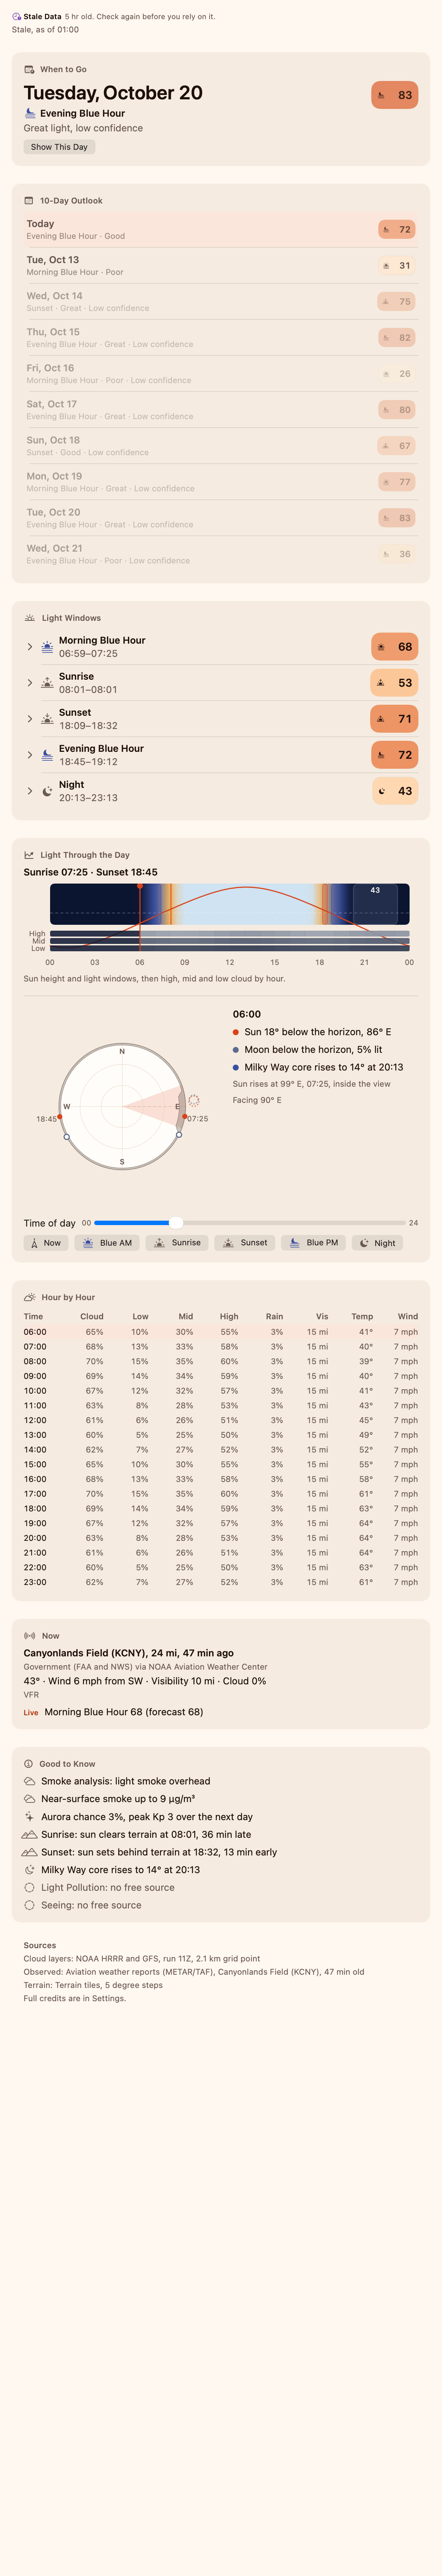 Stale Data 5 hr old. Check again before you rely on it.
Stale, as of 01:00
When to Go
Tuesday, October 20
83
Evening Blue Hour
Great light, low confidence
Show This Day
10-Day Outlook
Today
Evening Blue Hour · Good
72
Tue, Oct 13
Morning Blue Hour · Poor
31
Wed, Oct 14
Sunset · Great · Low confidence
75
Thu, Oct 15
Evening Blue Hour · Great · Low confidence
82
Fri, Oct 16
Morning Blue Hour · Poor · Low confidence
26
Sat, Oct 17
Evening Blue Hour · Great · Low confidence
80
Sun, Oct 18
Sunset · Good · Low confidence
67
Mon, Oct 19
Morning Blue Hour · Great · Low confidence
77
Tue, Oct 20
Evening Blue Hour · Great · Low confidence
83
Wed, Oct 21
Evening Blue Hour · Poor · Low confidence
36
Light Windows
Morning Blue Hour
06:59–07:25
68
Sunrise
08:01–08:01
53
Sunset
18:09–18:32
71
Evening Blue Hour
18:45–19:12
72
Night
20:13–23:13
43
Light Through the Day
Sunrise 07:25 · Sunset 18:45
43
High
Mid
Low
00 03 06 09 12 15 18 21 00
Sun height and light windows, then high, mid and low cloud by hour.
N
W
E
S
18:45
07:25
06:00
Sun 18° below the horizon, 86° E
Moon below the horizon, 5% lit
Milky Way core rises to 14° at 20:13
Sun rises at 99° E, 07:25, inside the view
Facing 90° E
Time of day 00 24
Now Blue AM Sunrise Sunset Blue PM Night
Hour by Hour
Time Cloud Low Mid High Rain Vis Temp Wind
06:00 65% 10% 30% 55% 3% 15 mi 41° 7 mph
07:00 68% 13% 33% 58% 3% 15 mi 40° 7 mph
08:00 70% 15% 35% 60% 3% 15 mi 39° 7 mph
09:00 69% 14% 34% 59% 3% 15 mi 40° 7 mph
10:00 67% 12% 32% 57% 3% 15 mi 41° 7 mph
11:00 63% 8% 28% 53% 3% 15 mi 43° 7 mph
12:00 61% 6% 26% 51% 3% 15 mi 45° 7 mph
13:00 60% 5% 25% 50% 3% 15 mi 49° 7 mph
14:00 62% 7% 27% 52% 3% 15 mi 52° 7 mph
15:00 65% 10% 30% 55% 3% 15 mi 55° 7 mph
16:00 68% 13% 33% 58% 3% 15 mi 58° 7 mph
17:00 70% 15% 35% 60% 3% 15 mi 61° 7 mph
18:00 69% 14% 34% 59% 3% 15 mi 63° 7 mph
19:00 67% 12% 32% 57% 3% 15 mi 64° 7 mph
20:00 63% 8% 28% 53% 3% 15 mi 64° 7 mph
21:00 61% 6% 26% 51% 3% 15 mi 64° 7 mph
22:00 60% 5% 25% 50% 3% 15 mi 63° 7 mph
23:00 62% 7% 27% 52% 3% 15 mi 61° 7 mph
Now
Canyonlands Field (KCNY), 24 mi, 47 min ago
Government (FAA and NWS) via NOAA Aviation Weather Center
43° · Wind 6 mph from SW · Visibility 10 mi · Cloud 0%
VFR
Live Morning Blue Hour 68 (forecast 68)
Good to Know
Smoke analysis: light smoke overhead
Near-surface smoke up to 9 µg/m³
Aurora chance 3%, peak Kp 3 over the next day
Sunrise: sun clears terrain at 08:01, 36 min late
Sunset: sun sets behind terrain at 18:32, 13 min early
Milky Way core rises to 14° at 20:13
Light Pollution: no free source
Seeing: no free source
Sources
Cloud layers: NOAA HRRR and GFS, run 11Z, 2.1 km grid point
Observed: Aviation weather reports (METAR/TAF), Canyonlands Field (KCNY), 47 min old
Terrain: Terrain tiles, 5 degree steps
Full credits are in Settings.